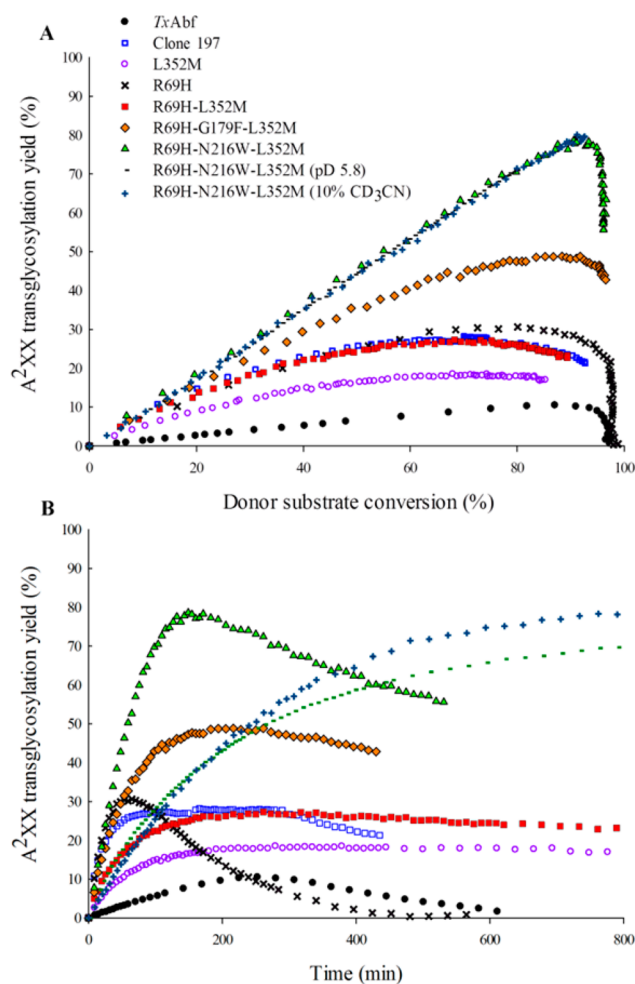 A
TxAbf
Clone 197
L352M
R69H
R69H-L352M
R69H-G179F-L352M
R69H-N216W-L352M
R69H-N216W-L352M (pD 5.8)
R69H-N216W-L352M (10% CD₃CN)
A²XX transglycosylation yield (%)
100
90
80
70
60
50
40
30
20
10
0
0 20 40 60 80 100
Donor substrate conversion (%)
B
A²XX transglycosylation yield (%)
100
90
80
70
60
50
40
30
20
10
0
0 200 400 600 800
Time (min)